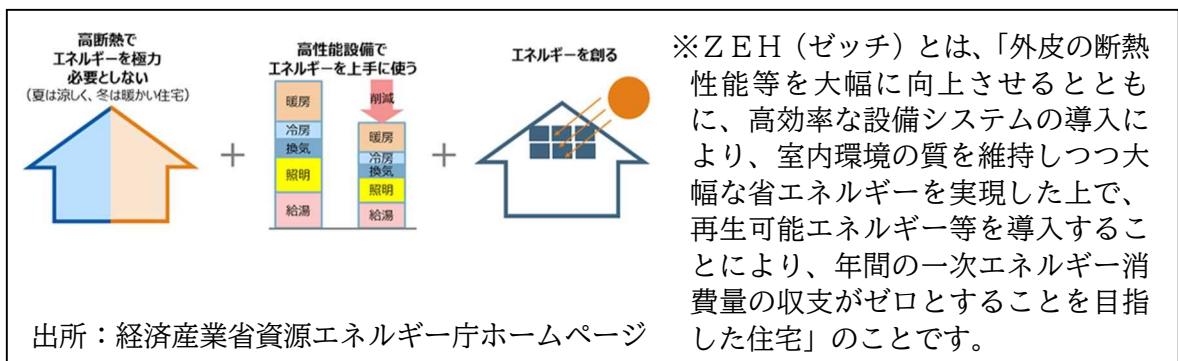 高断熱で
エネルギーを極力
必要としない
(夏は涼しく、冬は暖かい住宅)
高性能設備で
エネルギーを上手に使う
暖房
冷房
換気
照明
給湯
削減
暖房
冷房
換気
照明
給湯
エネルギーを創る
出所：経済産業省資源エネルギー庁ホームページ
※ＺＥＨ（ゼッチ）とは、「外皮の断熱
性能等を大幅に向上させるととも
に、高効率な設備システムの導入に
より、室内環境の質を維持しつつ大
幅な省エネルギーを実現した上で、
再生可能エネルギー等を導入するこ
とにより、年間の一次エネルギー消
費量の収支がゼロとすることを目指
した住宅」のことです。